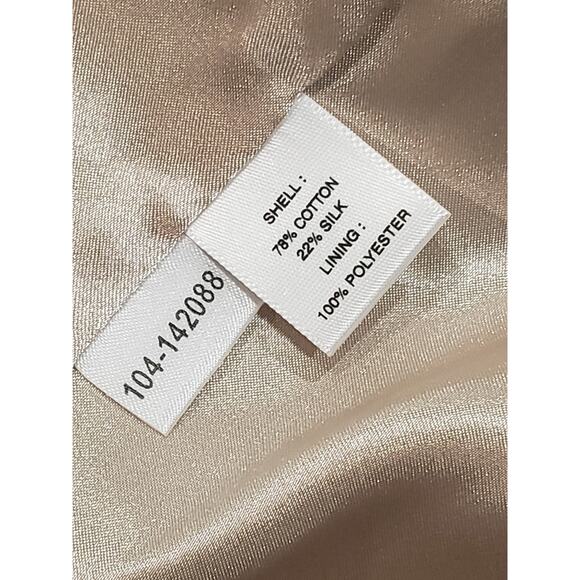 SHELL :
78% COTTON
22% SILK
LINING :
100% POLYESTER
104-142088